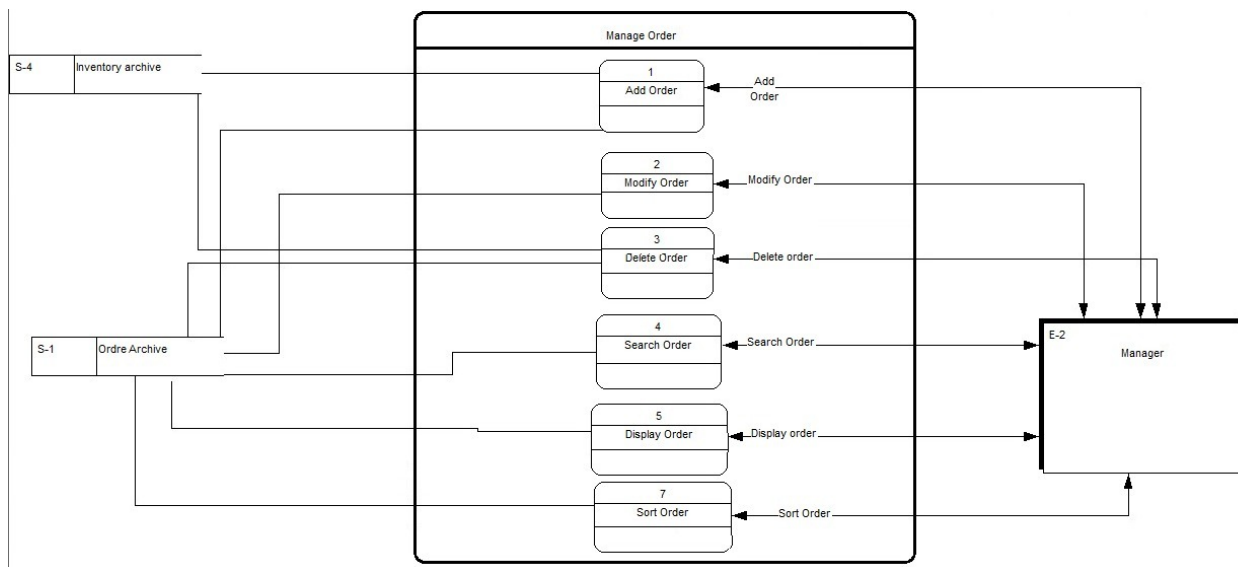 Manage Order
S-4
Inventory archive
1
Add Order
Add
Order
2
Modify Order
Modify Order
3
Delete Order
Delete order
S-1
Ordre Archive
4
Search Order
Search Order
E-2
Manager
5
Display Order
Display order
7
Sort Order
Sort Order